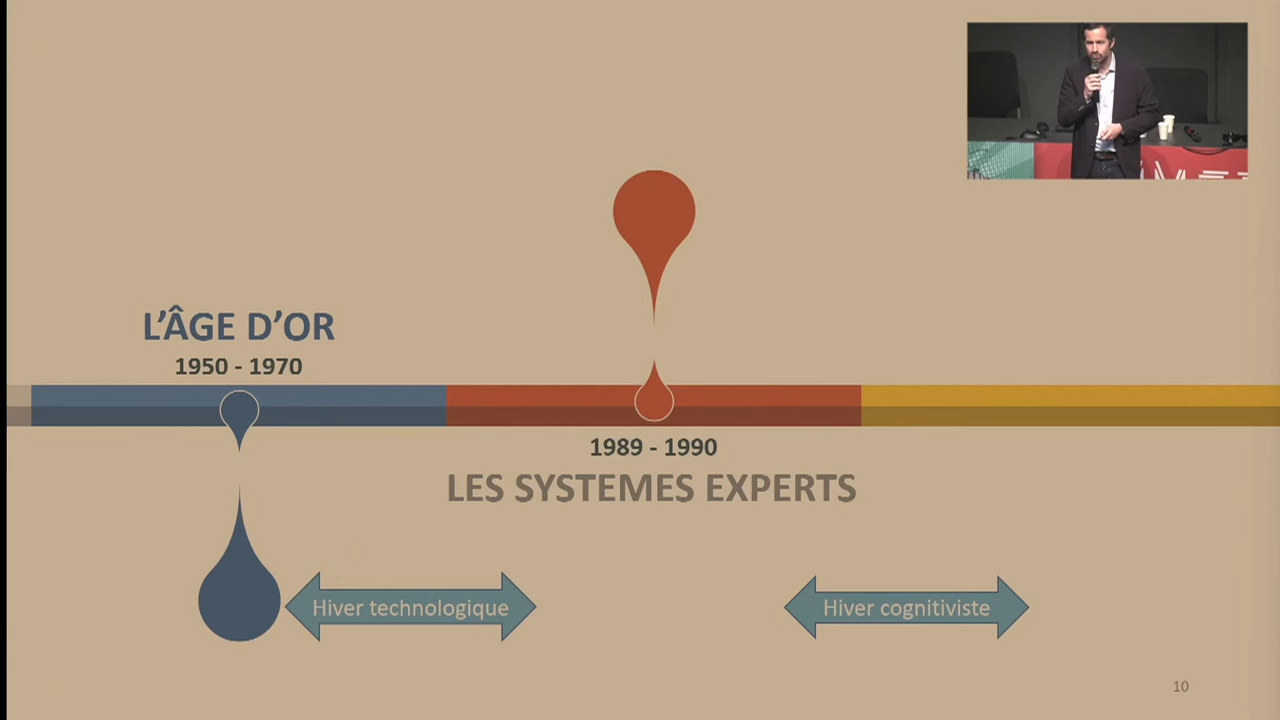 L'ÂGE D'OR
1950 - 1970
1989 - 1990
LES SYSTEMES EXPERTS
Hiver technologique
Hiver cognitiviste
10